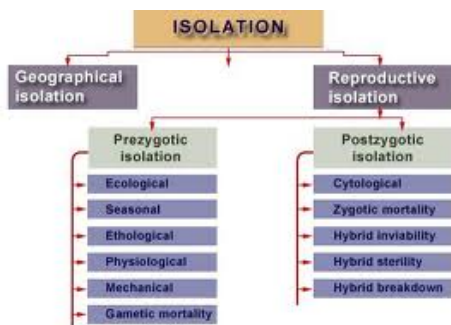 ISOLATION
Geographical
isolation
Reproductive
isolation
Prezygotic
isolation
Ecological
Seasonal
Ethological
Physiological
Mechanical
Gametic mortality
Postzygotic
isolation
Cytological
Zygotic mortality
Hybrid inviability
Hybrid sterility
Hybrid breakdown